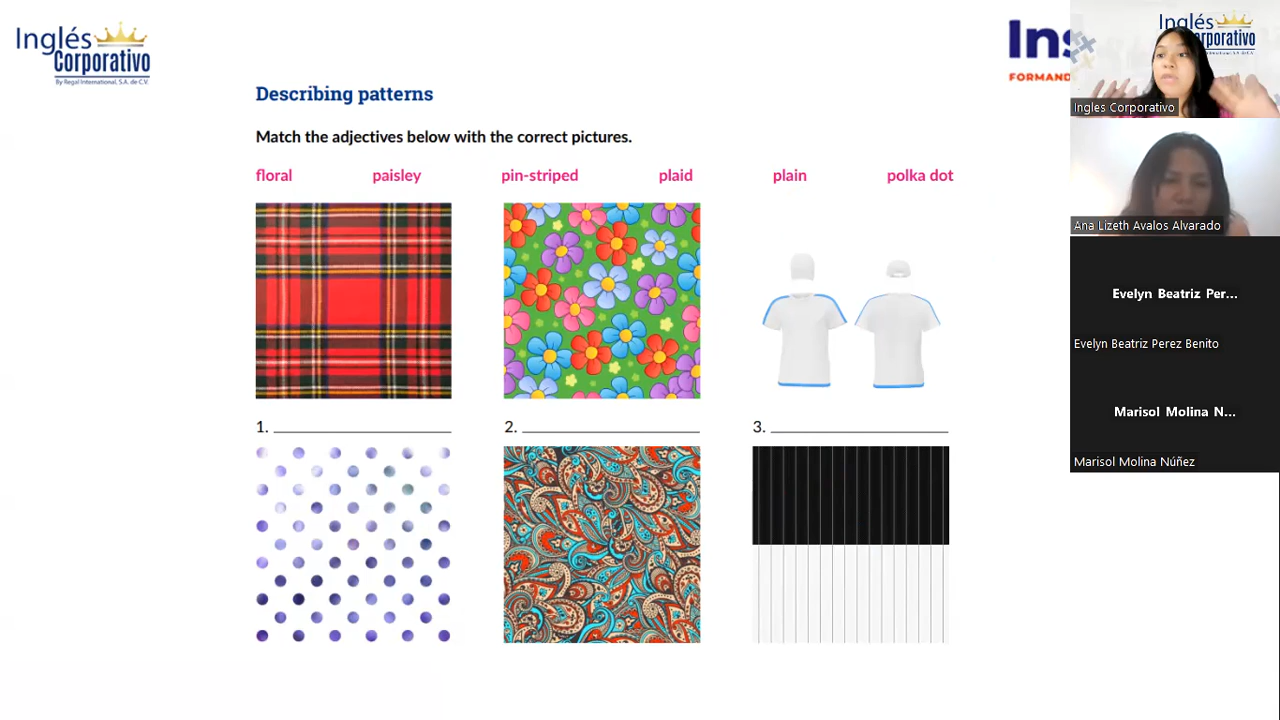 Inglés
Corporativo
By Regal International, S.A. de C.V.
Ins
FORMAND
Describing patterns
Match the adjectives below with the correct pictures.
floral paisley pin-striped plaid plain polka dot
1. 2. 3.
Inglés
Corporativo
Ingles Corporativo
Ana Lizeth Avalos Alvarado
Evelyn Beatriz Per...
Evelyn Beatriz Perez Benito
Marisol Molina N...
Marisol Molina Núñez